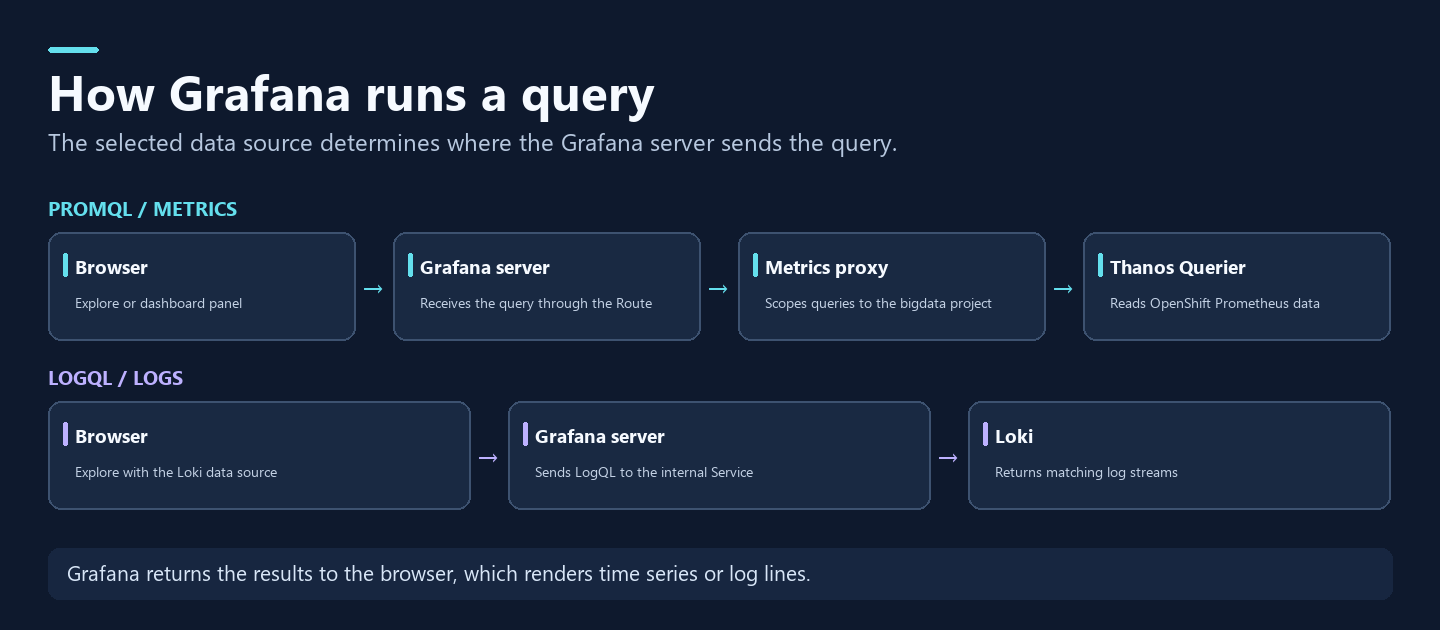 How Grafana runs a query
The selected data source determines where the Grafana server sends the query.
PROMQL / METRICS
Browser
Explore or dashboard panel
→
Grafana server
Receives the query through the Route
→
Metrics proxy
Scopes queries to the bigdata project
→
Thanos Querier
Reads OpenShift Prometheus data
LOGQL / LOGS
Browser
Explore with the Loki data source
→
Grafana server
Sends LogQL to the internal Service
→
Loki
Returns matching log streams
Grafana returns the results to the browser, which renders time series or log lines.